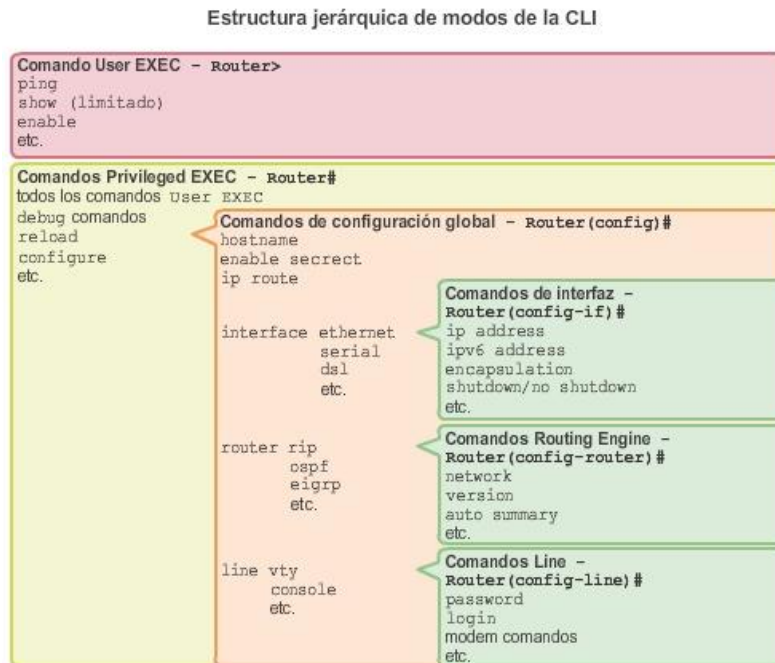 Estructura jerárquica de modos de la CLI
Comando User EXEC – Router>
ping
show (limitado)
enable
etc.
Comandos Privileged EXEC – Router#
todos los comandos User EXEC
debug comandos
reload
configure
etc.
Comandos de configuración global – Router(config)#
hostname
enable secrect
ip route
interface ethernet
serial
dsl
etc.
Comandos de interfaz –
Router(config-if)#
ip address
ipv6 address
encapsulation
shutdown/no shutdown
etc.
router rip
ospf
eigrp
etc.
Comandos Routing Engine –
Router(config-router)#
network
version
auto summary
etc.
line vty
console
etc.
Comandos Line –
Router(config-line)#
password
login
modem comandos
etc.